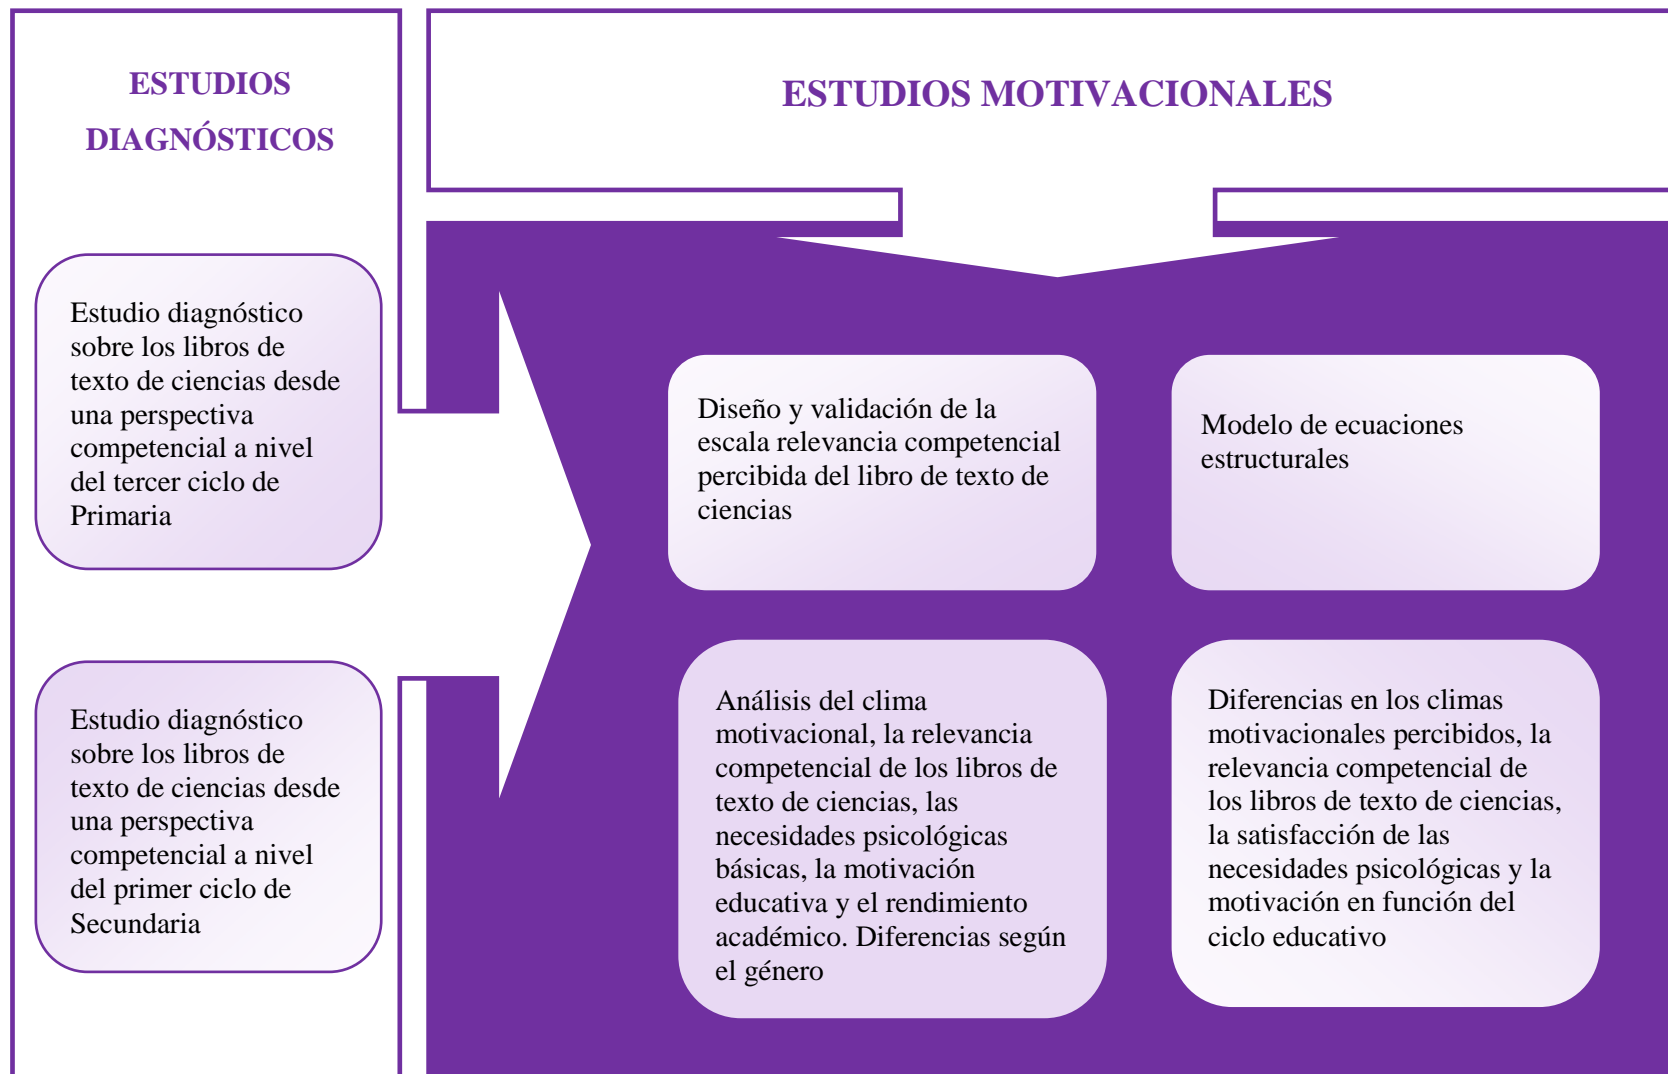 ESTUDIOS
DIAGNÓSTICOS
Estudio diagnóstico
sobre los libros de
texto de ciencias desde
una perspectiva
competencial a nivel
del tercer ciclo de
Primaria
Estudio diagnóstico
sobre los libros de
texto de ciencias desde
una perspectiva
competencial a nivel
del primer ciclo de
Secundaria
ESTUDIOS MOTIVACIONALES
Diseño y validación de la
escala relevancia competencial
percibida del libro de texto de
ciencias
Modelo de ecuaciones
estructurales
Análisis del clima
motivacional, la relevancia
competencial de los libros de
texto de ciencias, las
necesidades psicológicas
básicas, la motivación
educativa y el rendimiento
académico. Diferencias según
el género
Diferencias en los climas
motivacionales percibidos, la
relevancia competencial de
los libros de texto de ciencias,
la satisfacción de las
necesidades psicológicas y la
motivación en función del
ciclo educativo